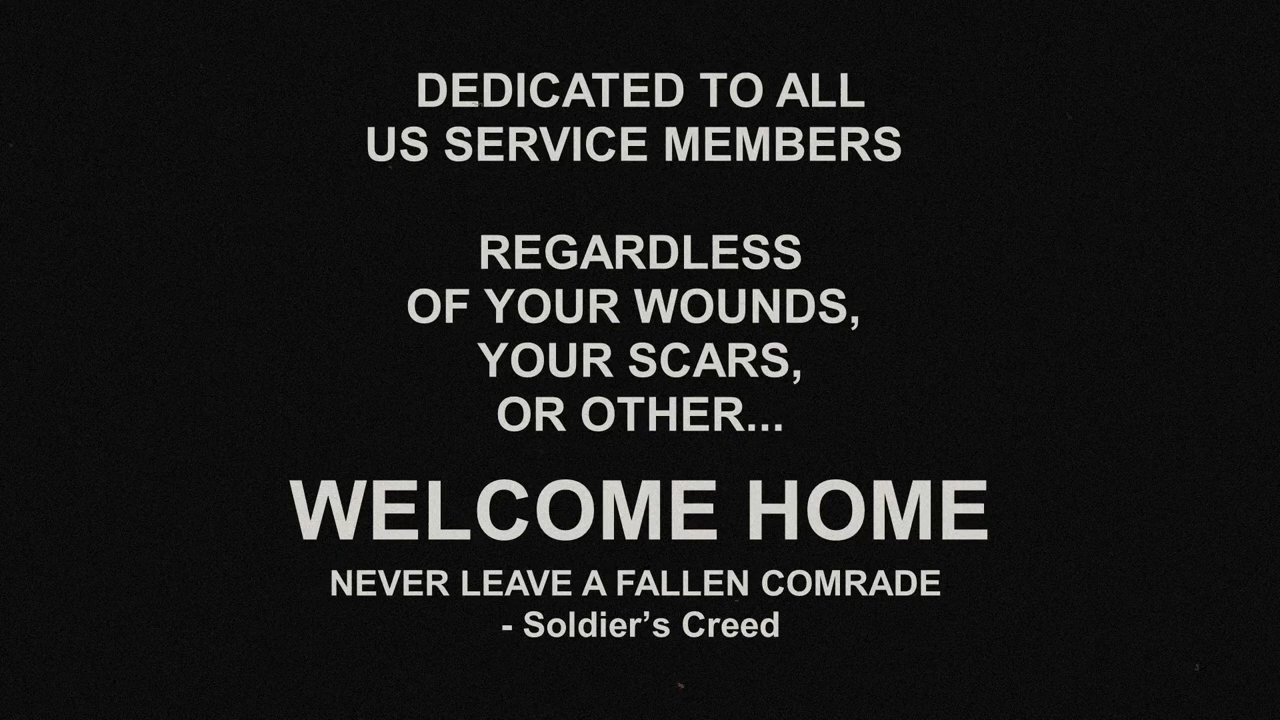 DEDICATED TO ALL
US SERVICE MEMBERS
REGARDLESS
OF YOUR WOUNDS,
YOUR SCARS,
OR OTHER...
WELCOME HOME
NEVER LEAVE A FALLEN COMRADE
- Soldier’s Creed